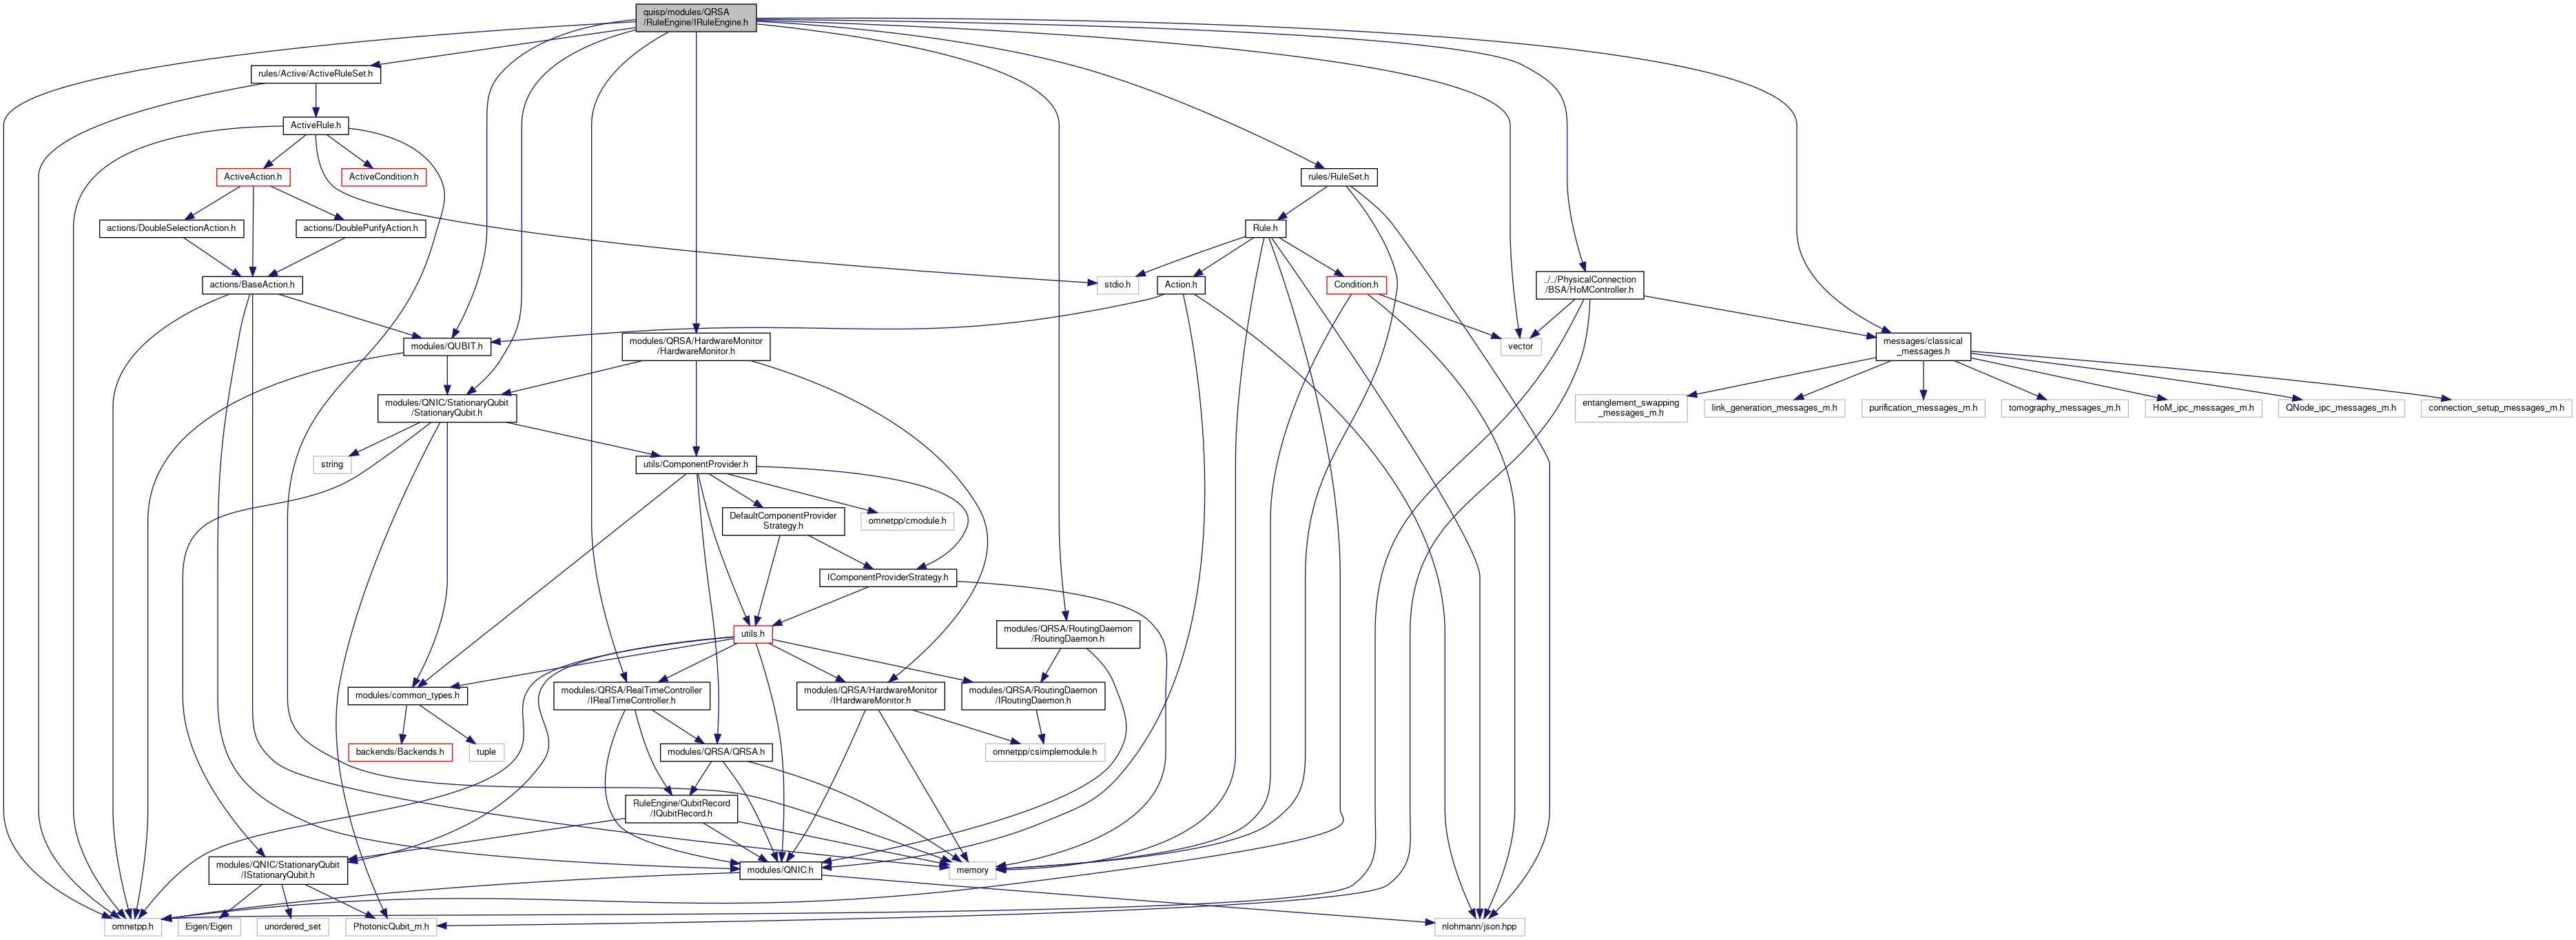 quisp/modules/QRSA
/RuleEngine/IRuleEngine.h
rules/Active/ActiveRuleSet.h
ActiveRule.h
ActiveAction.h
ActiveCondition.h
rules/RuleSet.h
actions/DoubleSelectionAction.h
actions/DoublePurifyAction.h
Rule.h
actions/BaseAction.h
stdio.h
Action.h
Condition.h
../../PhysicalConnection
/BSA/HoMController.h
modules/QUBIT.h
modules/QRSA/HardwareMonitor
/HardwareMonitor.h
vector
messages/classical
_messages.h
modules/QNIC/StationaryQubit
/StationaryQubit.h
entanglement_swapping
_messages_m.h
link_generation_messages_m.h
purification_messages_m.h
tomography_messages_m.h
HoM_ipc_messages_m.h
QNode_ipc_messages_m.h
connection_setup_messages_m.h
string
utils/ComponentProvider.h
DefaultComponentProvider
Strategy.h
omnetpp/cmodule.h
IComponentProviderStrategy.h
utils.h
modules/QRSA/RoutingDaemon
/RoutingDaemon.h
modules/common_types.h
modules/QRSA/RealTimeController
/IRealTimeController.h
modules/QRSA/HardwareMonitor
/IHardwareMonitor.h
modules/QRSA/RoutingDaemon
/IRoutingDaemon.h
backends/Backends.h
tuple
modules/QRSA/QRSA.h
omnetpp/csimplemodule.h
RuleEngine/QubitRecord
/IQubitRecord.h
modules/QNIC/StationaryQubit
/IStationaryQubit.h
modules/QNIC.h
memory
omnetpp.h
Eigen/Eigen
unordered_set
PhotonicQubit_m.h
nlohmann/json.hpp